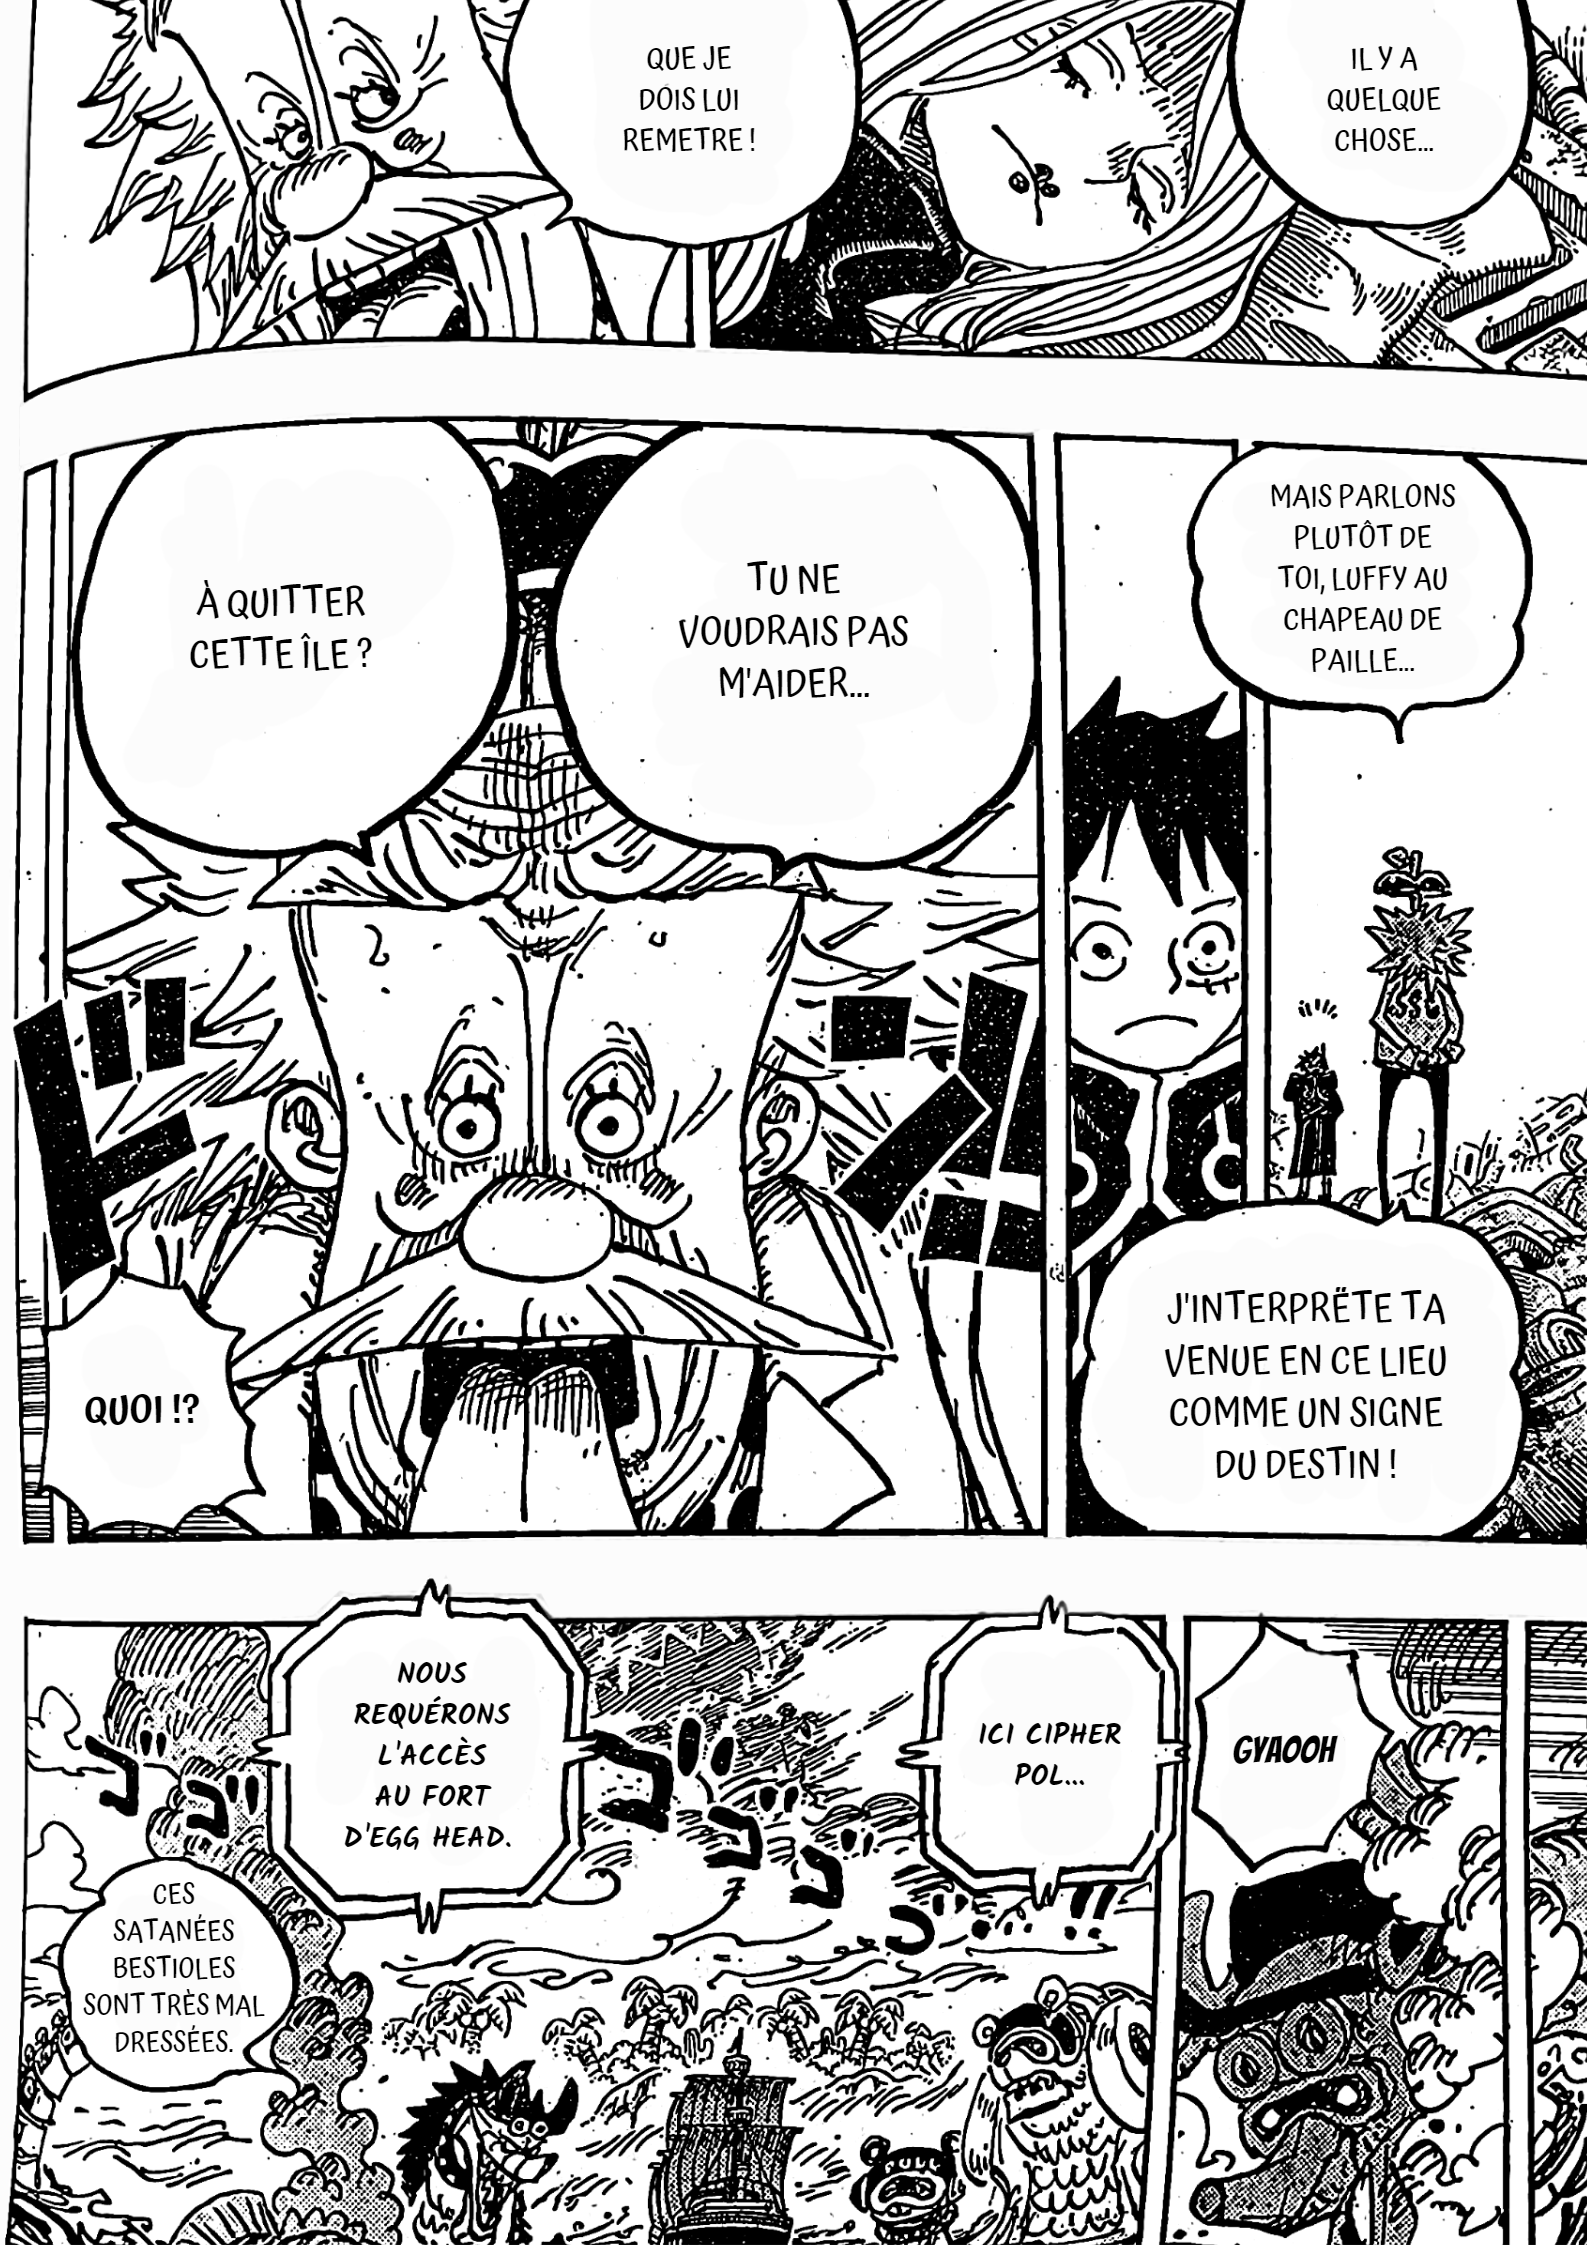 IL Y A
QUELQUE
CHOSE...
QUE JE
DOIS LUI
REMETRE !
MAIS PARLONS
PLUTÔT DE
TOI, LUFFY AU
CHAPEAU DE
PAILLE...
J'INTERPRËTE TA
VENUE EN CE LIEU
COMME UN SIGNE
DU DESTIN !
TU NE
VOUDRAIS PAS
M'AIDER...
À QUITTER
CETTE ÎLE ?
QUOI !?
GYAOOH
ICI CIPHER
POL...
NOUS
REQUÉRONS
L'ACCÈS
AU FORT
D'EGG HEAD.
CES
SATANÉES
BESTIOLES
SONT TRÈS MAL
DRESSÉES.